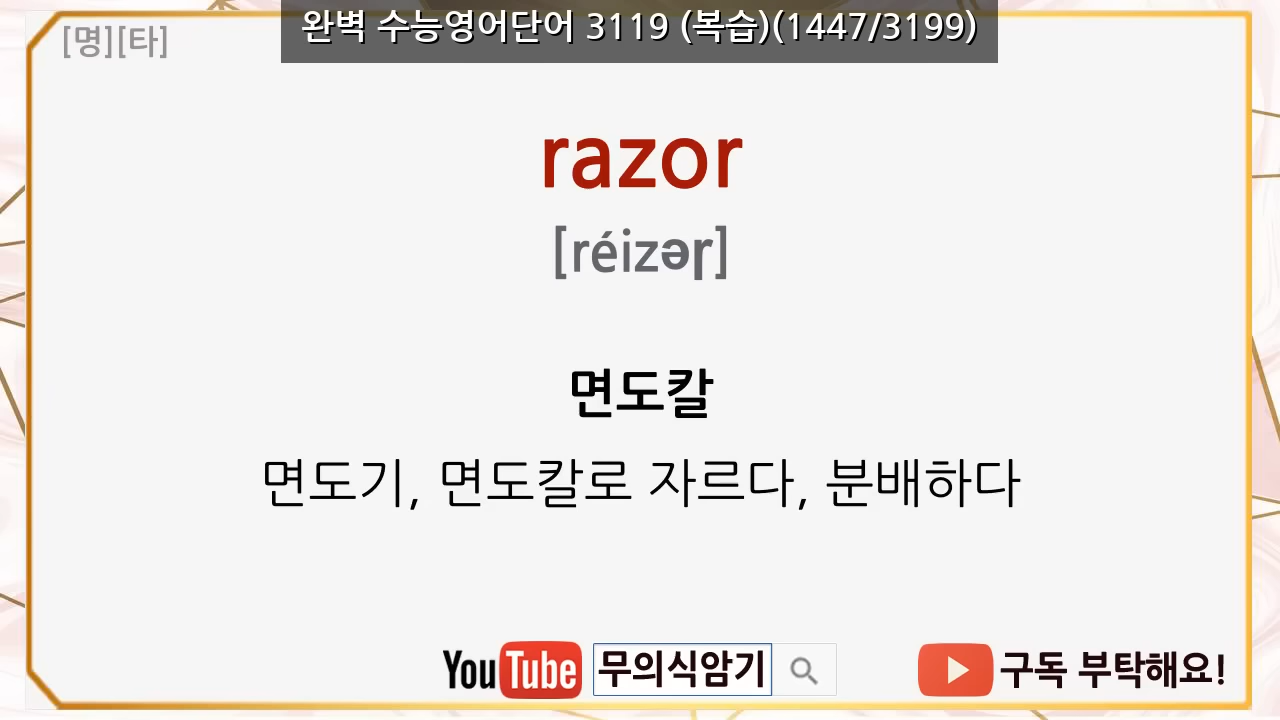 완벽 수능영어단어 3119 (복습)(1447/3199)
[명][타]
razor
[réizəɼ]
면도칼
면도기, 면도칼로 자르다, 분배하다
YouTube 무의식암기 구독 부탁해요!